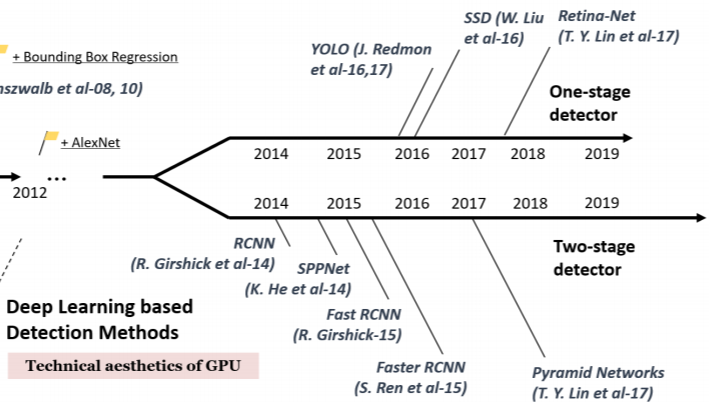 SSD (W. Liu
et al-16)
Retina-Net
(T. Y. Lin et al-17)
YOLO (J. Redmon
et al-16,17)
+ Bounding Box Regression
nszwalb et al-08, 10)
One-stage
detector
+ AlexNet
2014 2015 2016 2017 2018 2019
2012
...
2014 2015 2016 2017 2018 2019
RCNN
(R. Girshick et al-14)
SPPNet
(K. He et al-14)
Two-stage
detector
Deep Learning based
Detection Methods
Fast RCNN
(R. Girshick-15)
Technical aesthetics of GPU
Faster RCNN
(S. Ren et al-15)
Pyramid Networks
(T. Y. Lin et al-17)